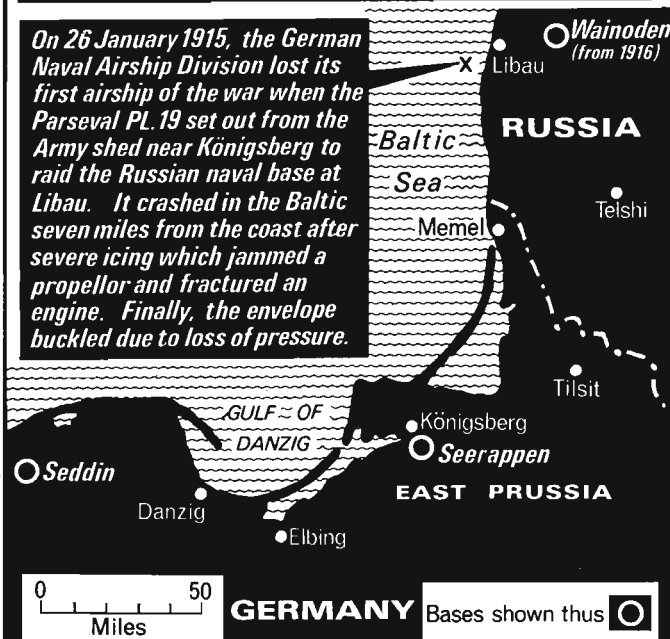 On 26 January 1915, the German
Naval Airship Division lost its
first airship of the war when the
Parseval PL.19 set out from the
Army shed near Königsberg to
raid the Russian naval base at
Libau. It crashed in the Baltic
seven miles from the coast after
severe icing which jammed a
propellor and fractured an
engine. Finally, the envelope
buckled due to loss of pressure.
X
Libau
Wainoden
(from 1916)
RUSSIA
Baltic
Sea
Telshi
Memel
Tilsit
GULF OF
DANZIG
Königsberg
Seerappen
Seddin
EAST PRUSSIA
Danzig
Elbing
0 50
Miles
GERMANY
Bases shown thus